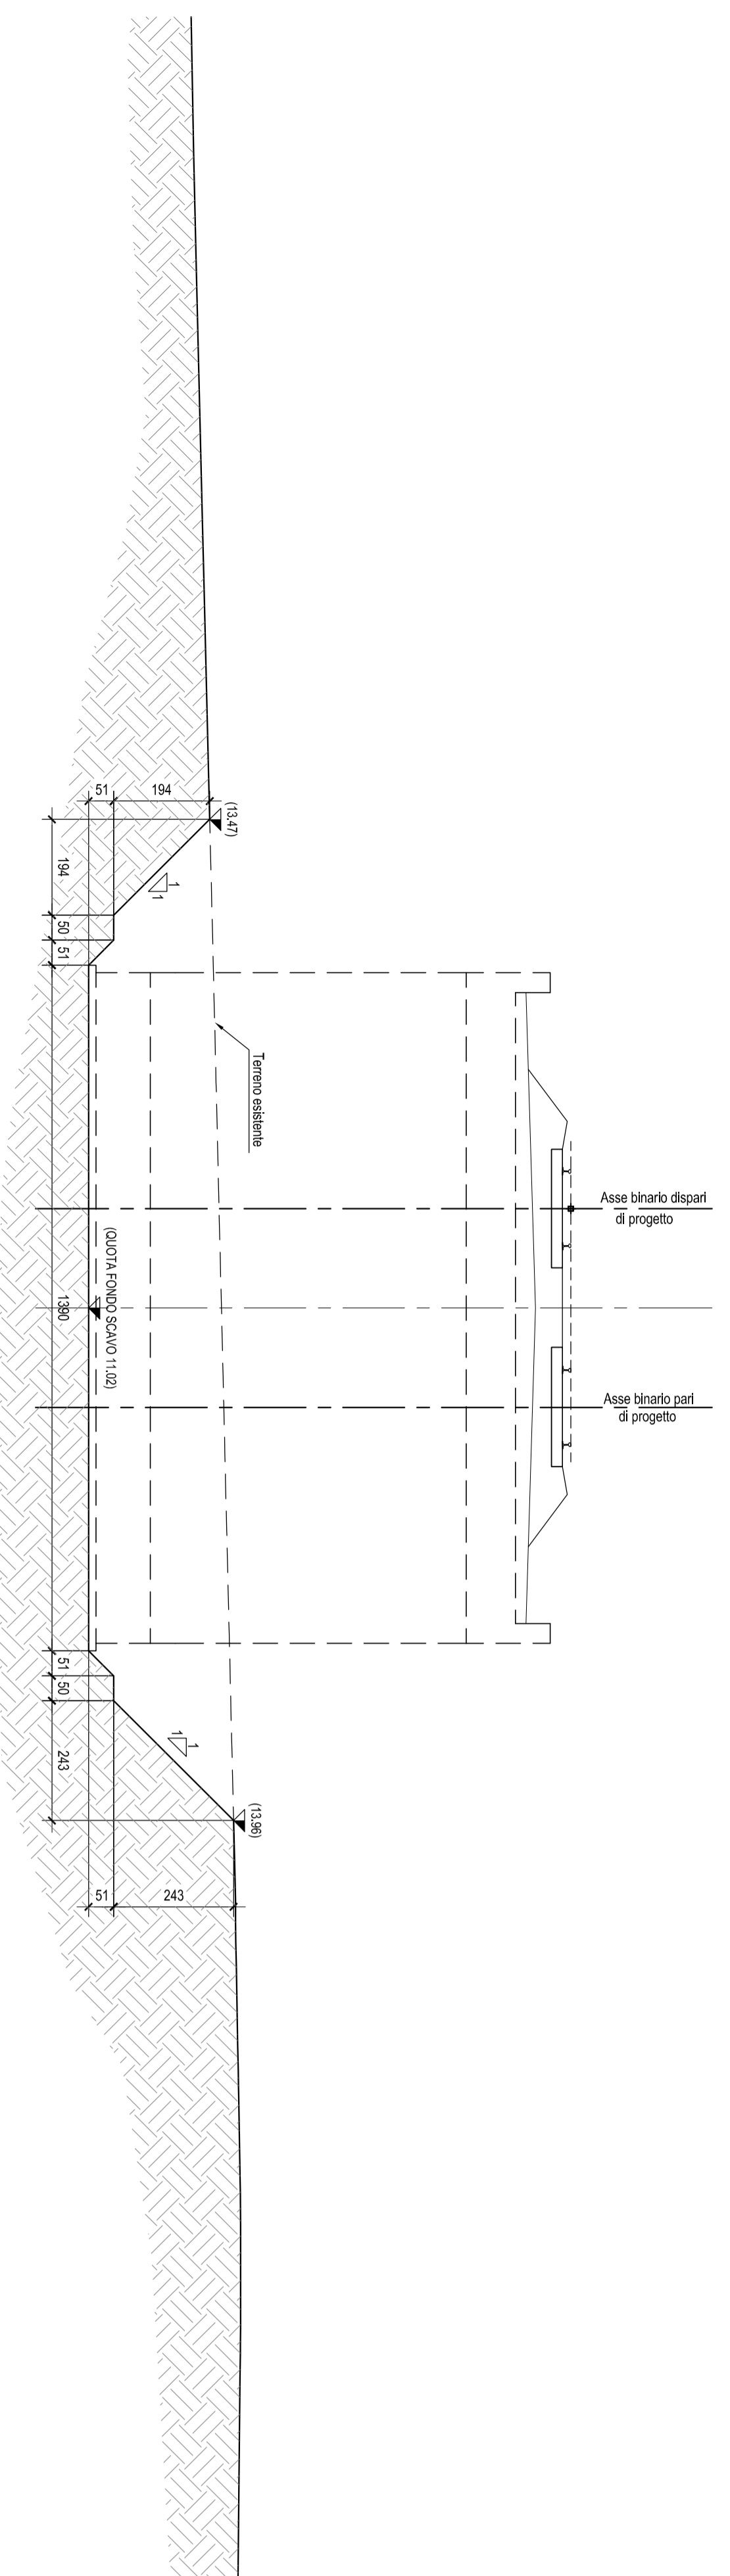 (13.47)
51
194
1
1
194
50
51
Terreno esistente
Asse binario dispari
di progetto
(QUOTA FONDO SCAVO 11.02)
1390
Asse binario pari
di progetto
51
50
243
1
1
(13.96)
51
243